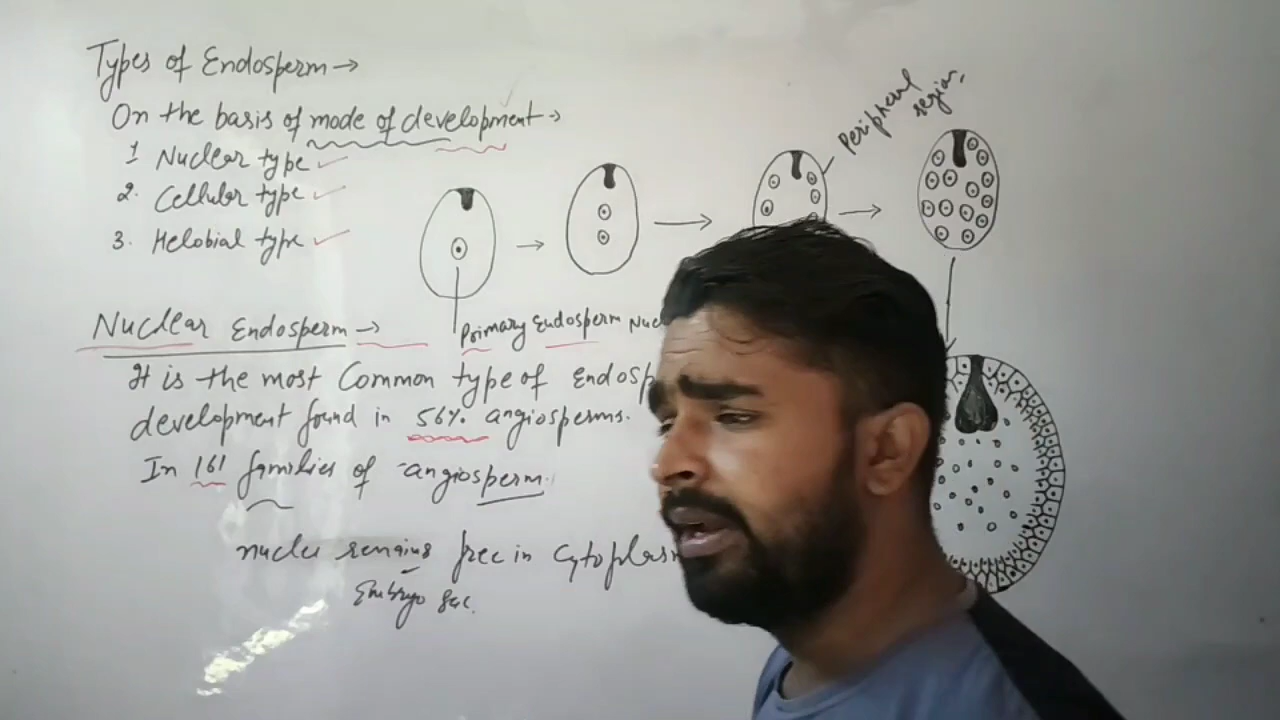 Types of Endosperm →
On the basis of mode of development →
1 Nuclear type
2. Cellular type
3. Helobial type
Peripheral region
Primary Endosperm Nuc
Nuclear Endosperm →
It is the most Common type of Endosp
development found in 56% angiosperms.
In 161 families of angiosperm.
nuclei remains free in Cytoplasm
Embryo sac.